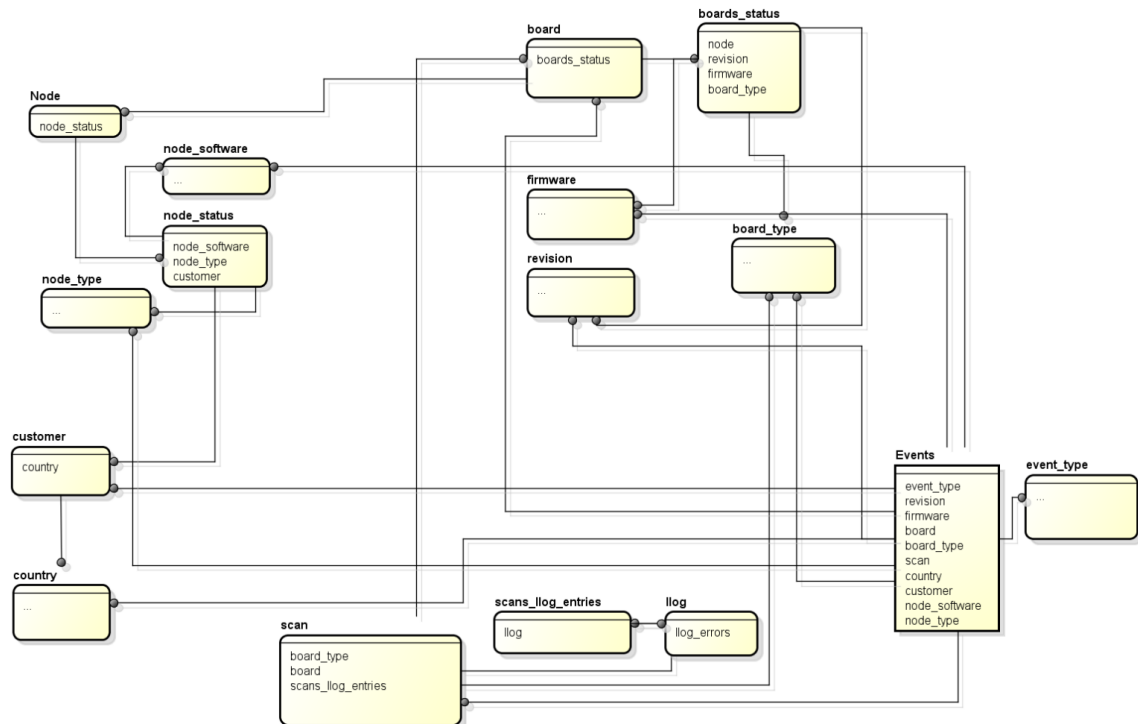 boards_status
node
revision
firmware
board_type
board
boards_status
Node
node_status
node_software
...
node_status
node_software
node_type
customer
firmware
...
board_type
...
revision
...
node_type
...
customer
country
Events
event_type
revision
firmware
board
board_type
scan
country
customer
node_software
node_type
event_type
...
country
...
scans_llog_entries
llog
llog
llog_errors
scan
board_type
board
scans_llog_entries